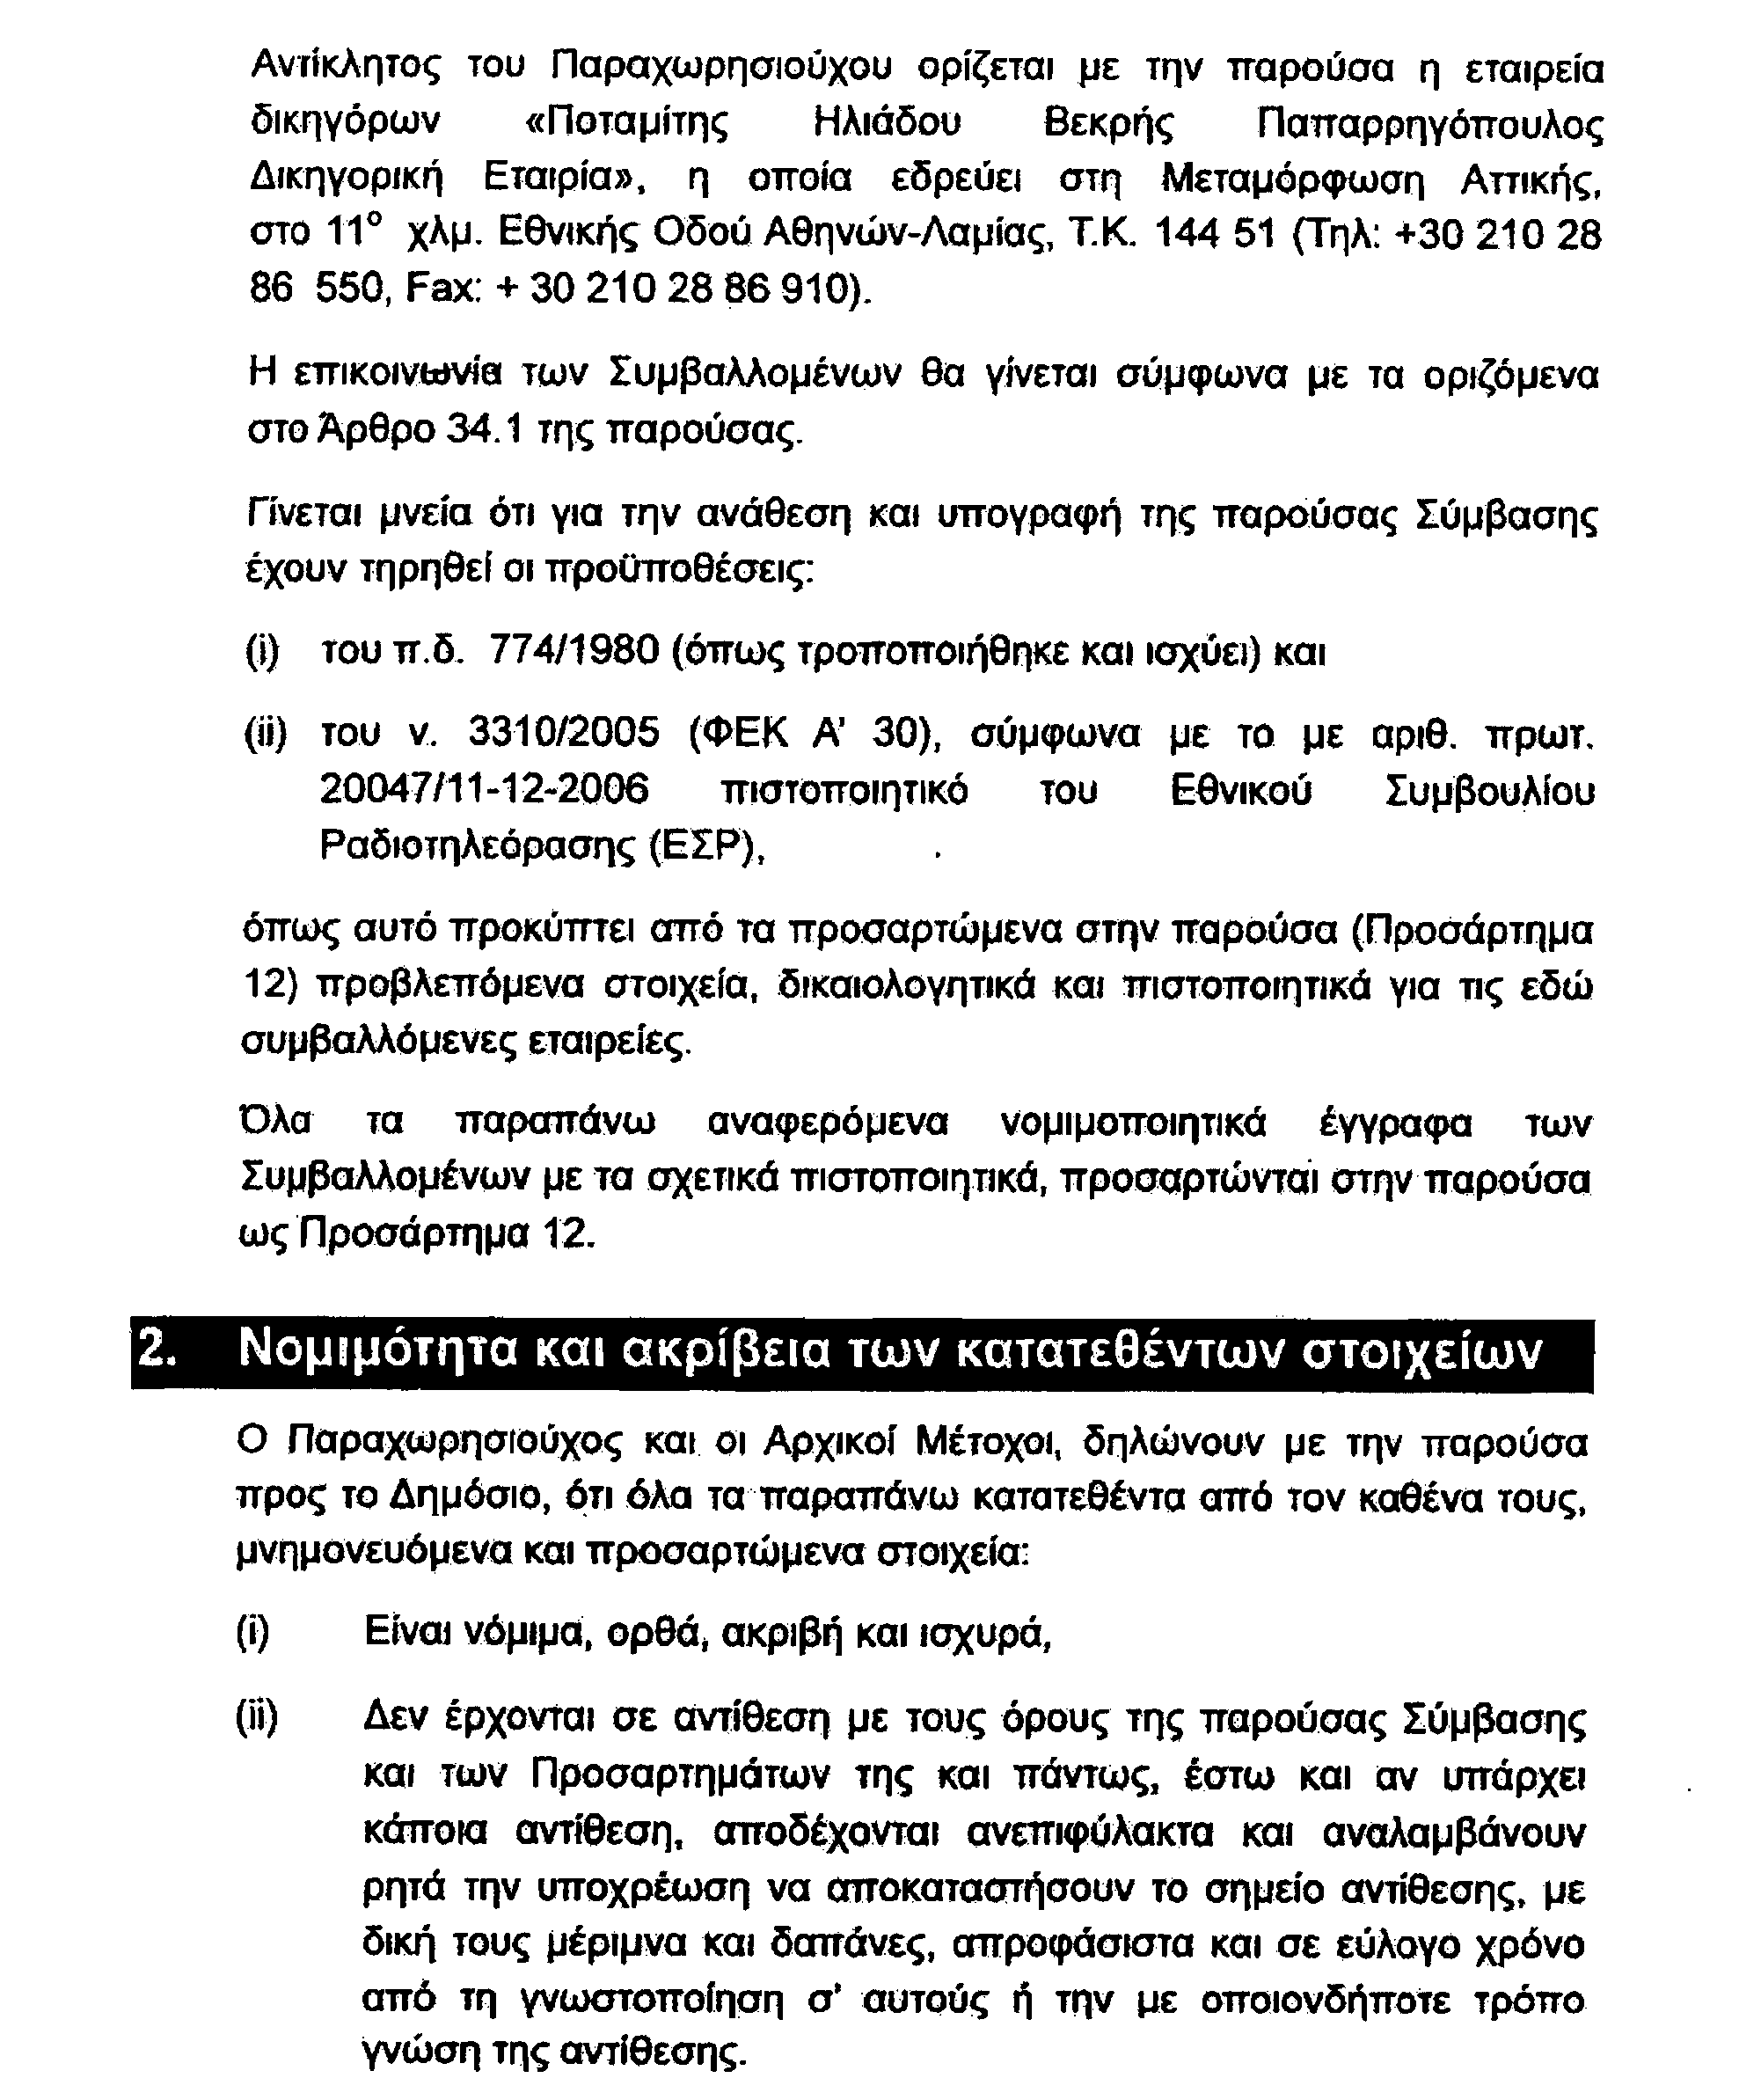 Αντίκλητος του Παραχωρησιούχου ορίζεται με την παρούσα η εταιρεία
δικηγόρων «Ποταμίτης Ηλιάδου Βεκρής Παπαρρηγόπουλος
Δικηγορική Εταιρία», η οποία εδρεύει στη Μεταμόρφωση Αττικής,
στο 11° χλμ. Εθνικής Οδού Αθηνών-Λαμίας, Τ.Κ. 144 51 (Τηλ: +30 210 28
86 550, Fax: + 30 210 28 86 910).
Η επικοινωνία των Συμβαλλομένων θα γίνεται σύμφωνα με τα οριζόμενα
στο Άρθρο 34.1 της παρούσας.
Γίνεται μνεία ότι για την ανάθεση και υπογραφή της παρούσας Σύμβασης
έχουν τηρηθεί οι προϋποθέσεις:
(i) του π.δ. 774/1980 (όπως τροποποιήθηκε και ισχύει) και
(ii) του ν. 3310/2005 (ΦΕΚ Α' 30), σύμφωνα με το με αριθ. πρωτ.
20047/11-12-2006 πιστοποιητικό του Εθνικού Συμβουλίου
Ραδιοτηλεόρασης (ΕΣΡ),
όπως αυτό προκύπτει από τα προσαρτώμενα στην παρούσα (Προσάρτημα
12) προβλεπόμενα στοιχεία, δικαιολογητικά και πιστοποιητικά για τις εδώ
συμβαλλόμενες εταιρείες.
Όλα τα παραπάνω αναφερόμενα νομιμοποιητικά έγγραφα των
Συμβαλλομένων με τα σχετικά πιστοποιητικά, προσαρτώνται στην παρούσα
ως Προσάρτημα 12.
2. Νομιμότητα και ακρίβεια των κατατεθέντων στοιχείων
Ο Παραχωρησιούχος και οι Αρχικοί Μέτοχοι, δηλώνουν με την παρούσα
προς το Δημόσιο, ότι όλα τα παραπάνω κατατεθέντα από τον καθένα τους,
μνημονευόμενα και προσαρτώμενα στοιχεία:
(i) Είναι νόμιμα, ορθά, ακριβή και ισχυρά,
(ii) Δεν έρχονται σε αντίθεση με τους όρους της παρούσας Σύμβασης
και των Προσαρτημάτων της και πάντως, έστω και αν υπάρχει
κάποια αντίθεση, αποδέχονται ανεπιφύλακτα και αναλαμβάνουν
ρητά την υποχρέωση να αποκαταστήσουν το σημείο αντίθεσης, με
δική τους μέριμνα και δαπάνες, απροφάσιστα και σε εύλογο χρόνο
από τη γνωστοποίηση σ' αυτούς ή την με οποιονδήποτε τρόπο
γνώση της αντίθεσης.